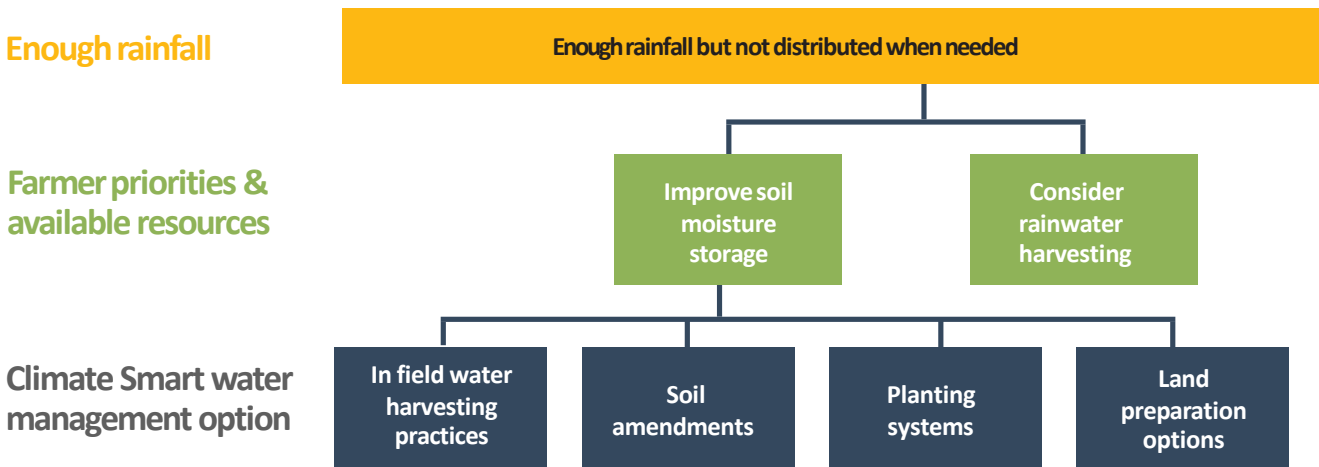 Enough rainfall
Enough rainfall but not distributed when needed
Farmer priorities &
available resources
Improve soil
moisture
storage
Consider
rainwater
harvesting
Climate Smart water
management option
In field water
harvesting
practices
Soil
amendments
Planting
systems
Land
preparation
options